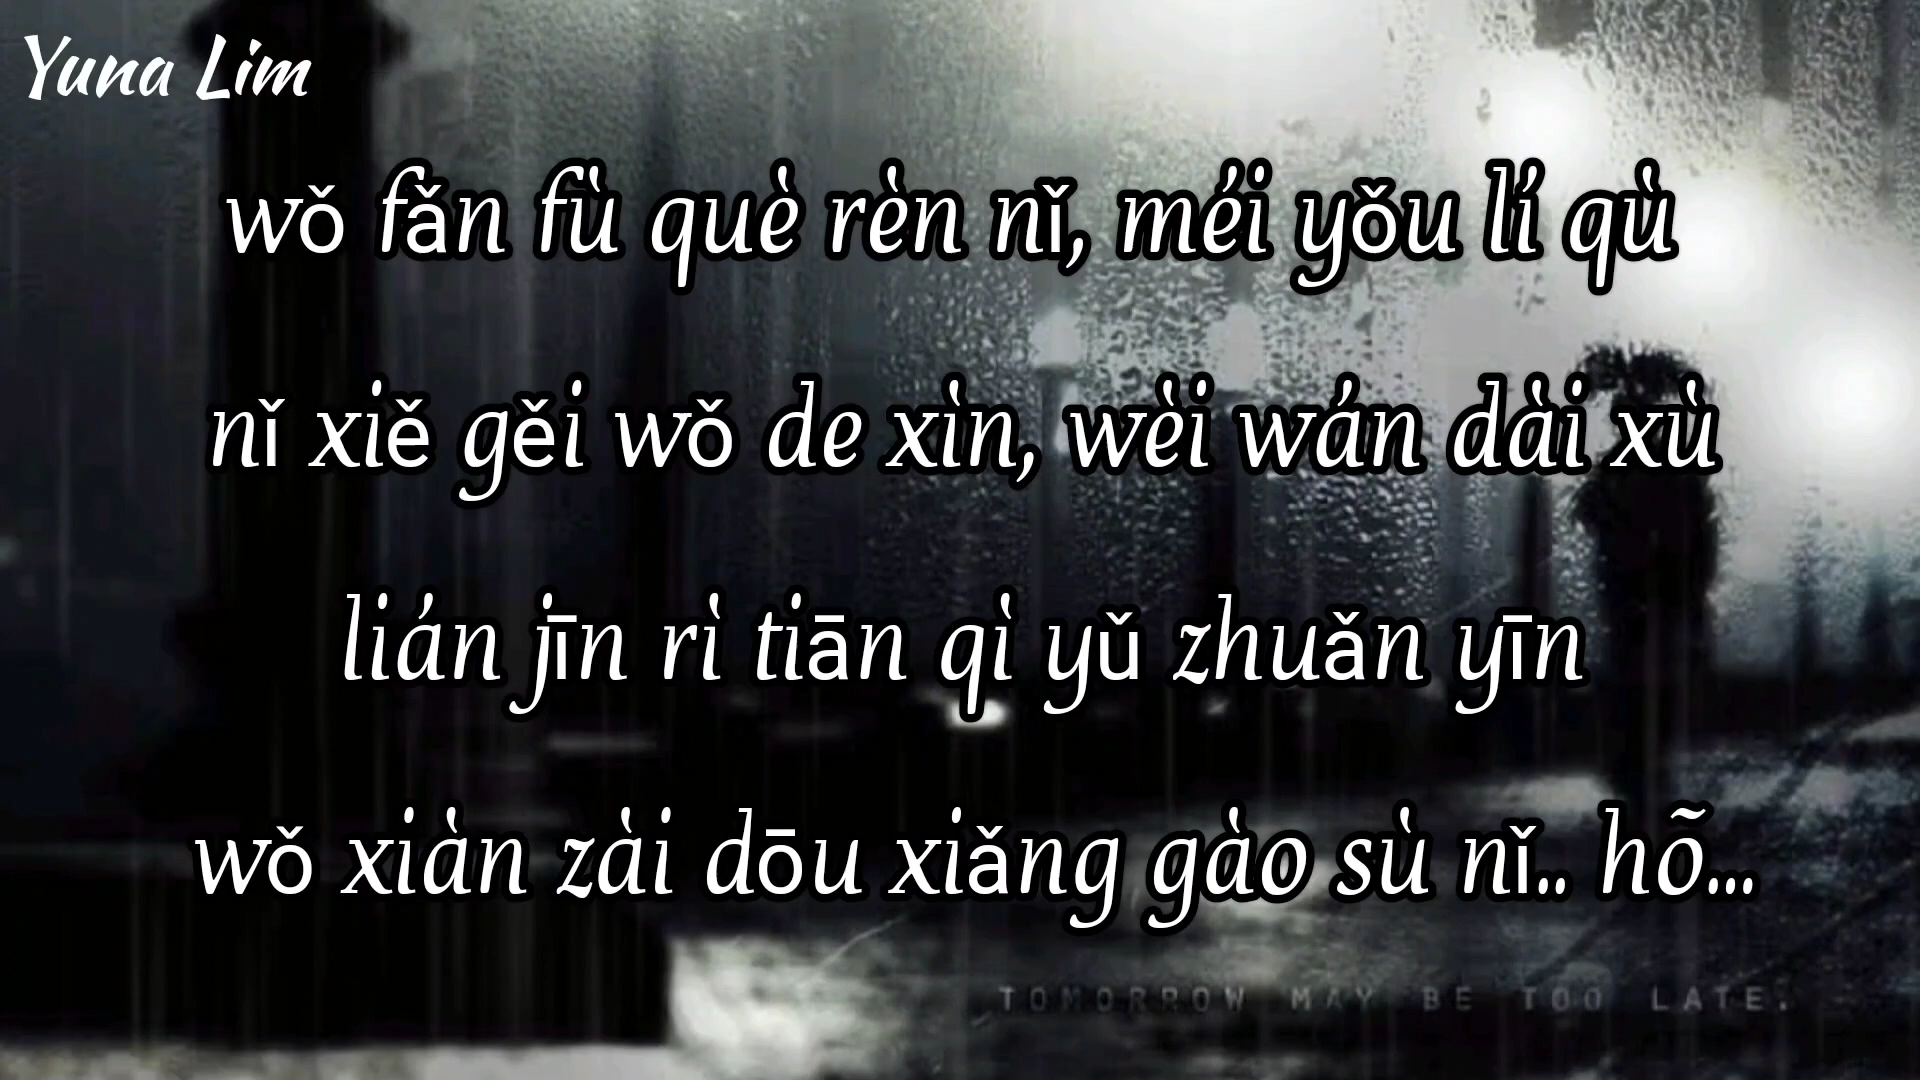 Yuna Lim
wǒ fǎn fù què rèn nǐ, méi yǒu lí qù
nǐ xiě gěi wǒ de xìn, wèi wán dài xù
lián jīn rì tiān qì yǔ zhuǎn yīn
wǒ xiàn zài dōu xiǎng gào sù nǐ.. hõ...
TOMORROW MAY BE TOO LATE.